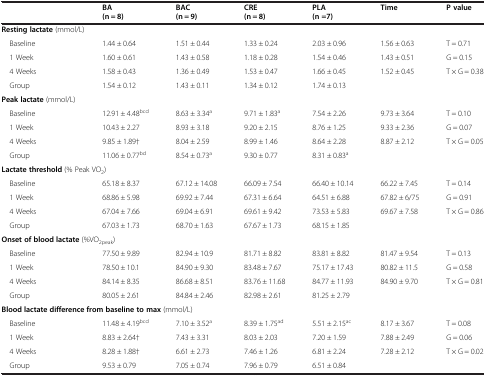 BA BAC CRE PLA Time P value
(n = 8) (n = 9) (n = 8) (n =7)
Resting lactate (mmol/L)
Baseline 1.44 ± 0.64 1.51 ± 0.44 1.33 ± 0.24 2.03 ± 0.96 1.56 ± 0.63 T = 0.71
1 Week 1.60 ± 0.61 1.43 ± 0.58 1.18 ± 0.28 1.54 ± 0.46 1.43 ± 0.51 G = 0.15
4 Weeks 1.58 ± 0.43 1.36 ± 0.49 1.53 ± 0.47 1.66 ± 0.45 1.52 ± 0.45 T × G = 0.38
Group 1.54 ± 0.12 1.43 ± 0.11 1.34 ± 0.12 1.74 ± 0.13
Peak lactate (mmol/L)
Baseline 12.91 ± 4.48bcd 8.63 ± 3.34a 9.71 ± 1.83a 7.54 ± 2.26 9.73 ± 3.64 T = 0.10
1 Week 10.43 ± 2.27 8.93 ± 3.18 9.20 ± 2.15 8.76 ± 1.25 9.33 ± 2.36 G = 0.07
4 Weeks 9.85 ± 1.89† 8.04 ± 2.59 8.99 ± 1.46 8.64 ± 2.28 8.87 ± 2.12 T × G = 0.05
Group 11.06 ± 0.77bd 8.54 ± 0.73a 9.30 ± 0.77 8.31 ± 0.83a
Lactate threshold (% Peak VO2)
Baseline 65.18 ± 8.37 67.12 ± 14.08 66.09 ± 7.54 66.40 ± 10.14 66.22 ± 7.45 T = 0.14
1 Week 68.86 ± 5.98 69.92 ± 7.44 67.31 ± 6.64 64.51 ± 6.88 67.82 ± 6/75 G = 0.91
4 Weeks 67.04 ± 7.66 69.04 ± 6.91 69.61 ± 9.42 73.53 ± 5.83 69.67 ± 7.58 T × G = 0.86
Group 67.03 ± 1.73 68.70 ± 1.63 67.67 ± 1.73 68.15 ± 1.85
Onset of blood lactate (%VO2peak)
Baseline 77.50 ± 9.89 82.94 ± 10.9 81.71 ± 8.82 83.81 ± 8.82 81.47 ± 9.54 T = 0.13
1 Week 78.50 ± 10.1 84.90 ± 9.30 83.48 ± 7.67 75.17 ± 17.43 80.82 ± 11.5 G = 0.58
4 Weeks 84.14 ± 8.35 86.68 ± 8.51 83.76 ± 11.68 84.77 ± 11.93 84.90 ± 9.70 T × G = 0.81
Group 80.05 ± 2.61 84.84 ± 2.46 82.98 ± 2.61 81.25 ± 2.79
Blood lactate difference from baseline to max (mmol/L)
Baseline 11.48 ± 4.19bcd 7.10 ± 3.52a 8.39 ± 1.75ad 5.51 ± 2.15ac 8.17 ± 3.67 T = 0.08
1 Week 8.83 ± 2.64† 7.43 ± 3.31 8.03 ± 2.03 7.20 ± 1.59 7.88 ± 2.49 G = 0.06
4 Weeks 8.28 ± 1.88† 6.61 ± 2.73 7.46 ± 1.26 6.81 ± 2.24 7.28 ± 2.12 T × G = 0.02
Group 9.53 ± 0.79 7.05 ± 0.74 7.96 ± 0.79 6.51 ± 0.84